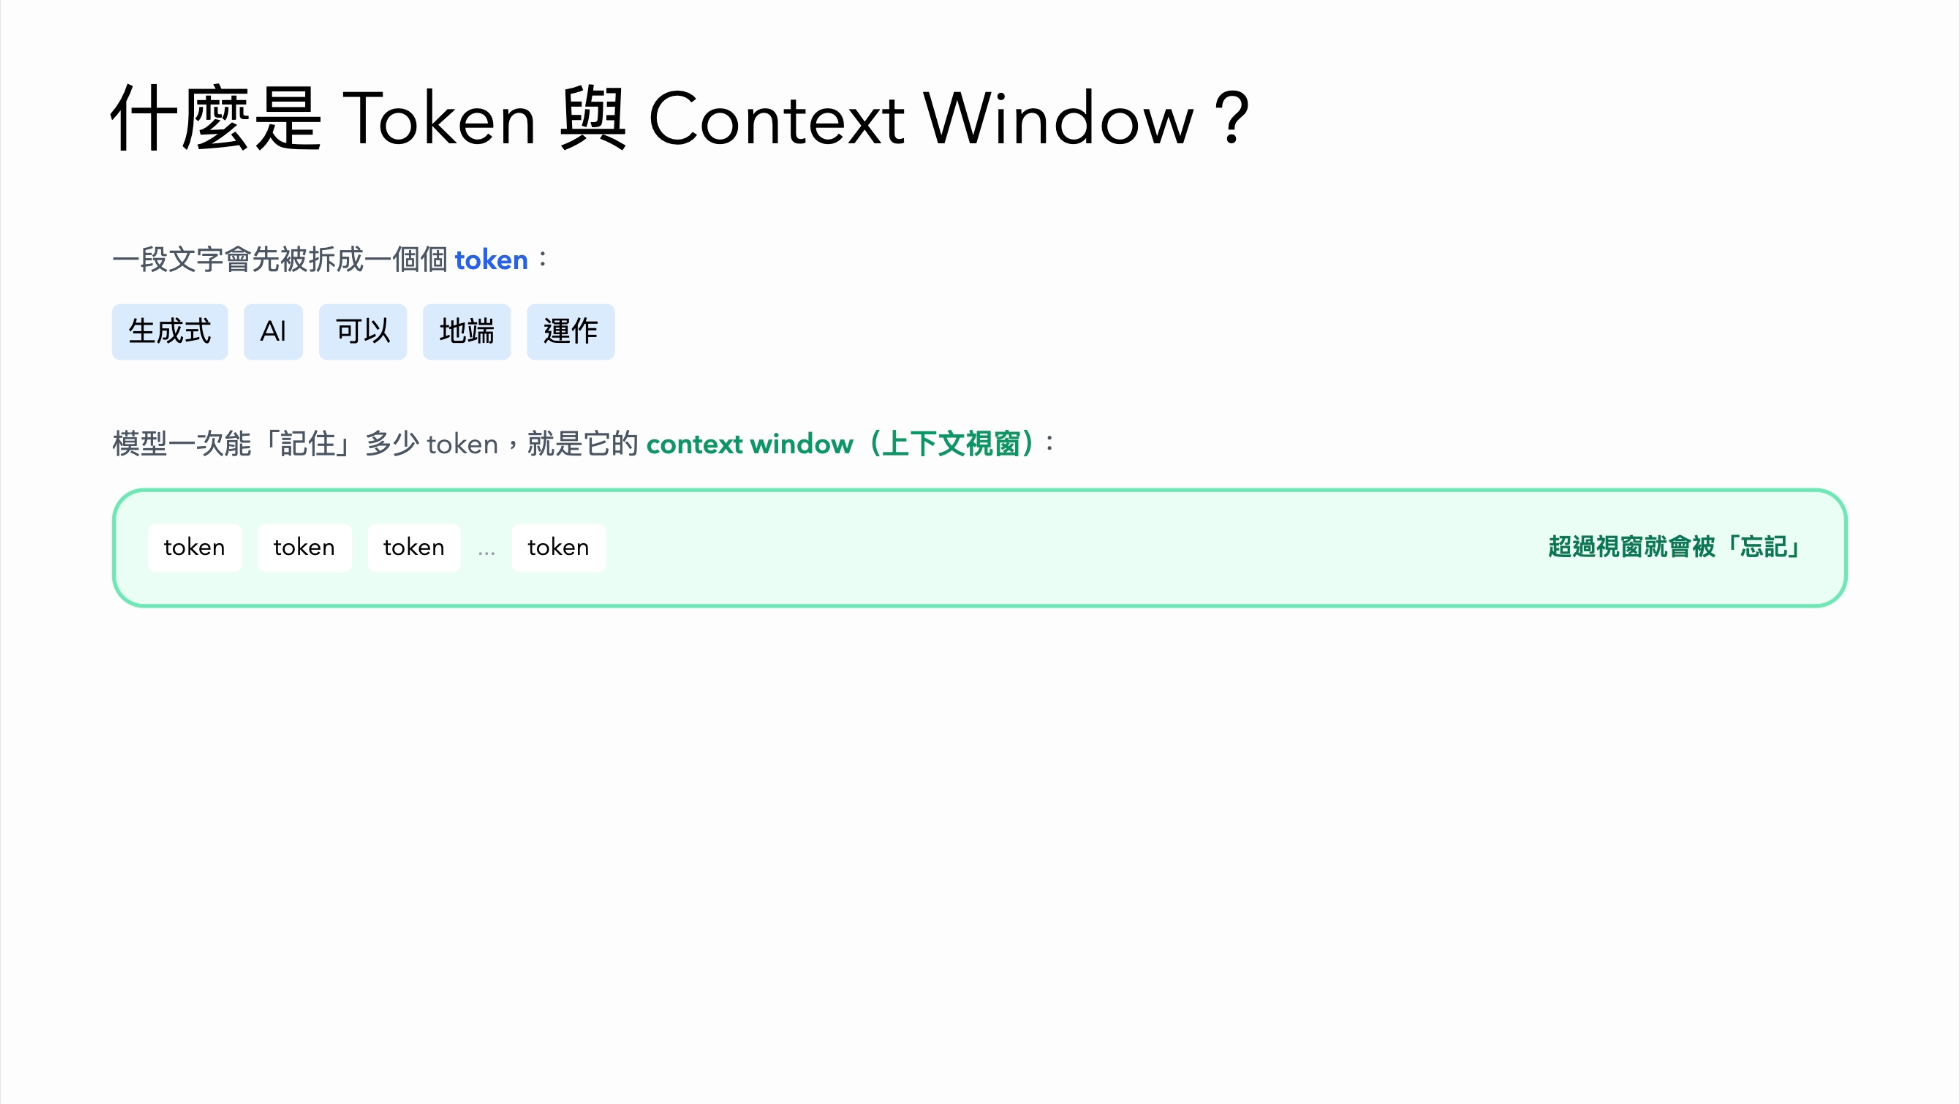 什麼是 Token 與 Context Window？
一段文字會先被拆成一個個 token：
生成式 AI 可以 地端 運作
模型一次能「記住」多少 token，就是它的 context window（上下文視窗）：
token token token ... token 超過視窗就會被「忘記」